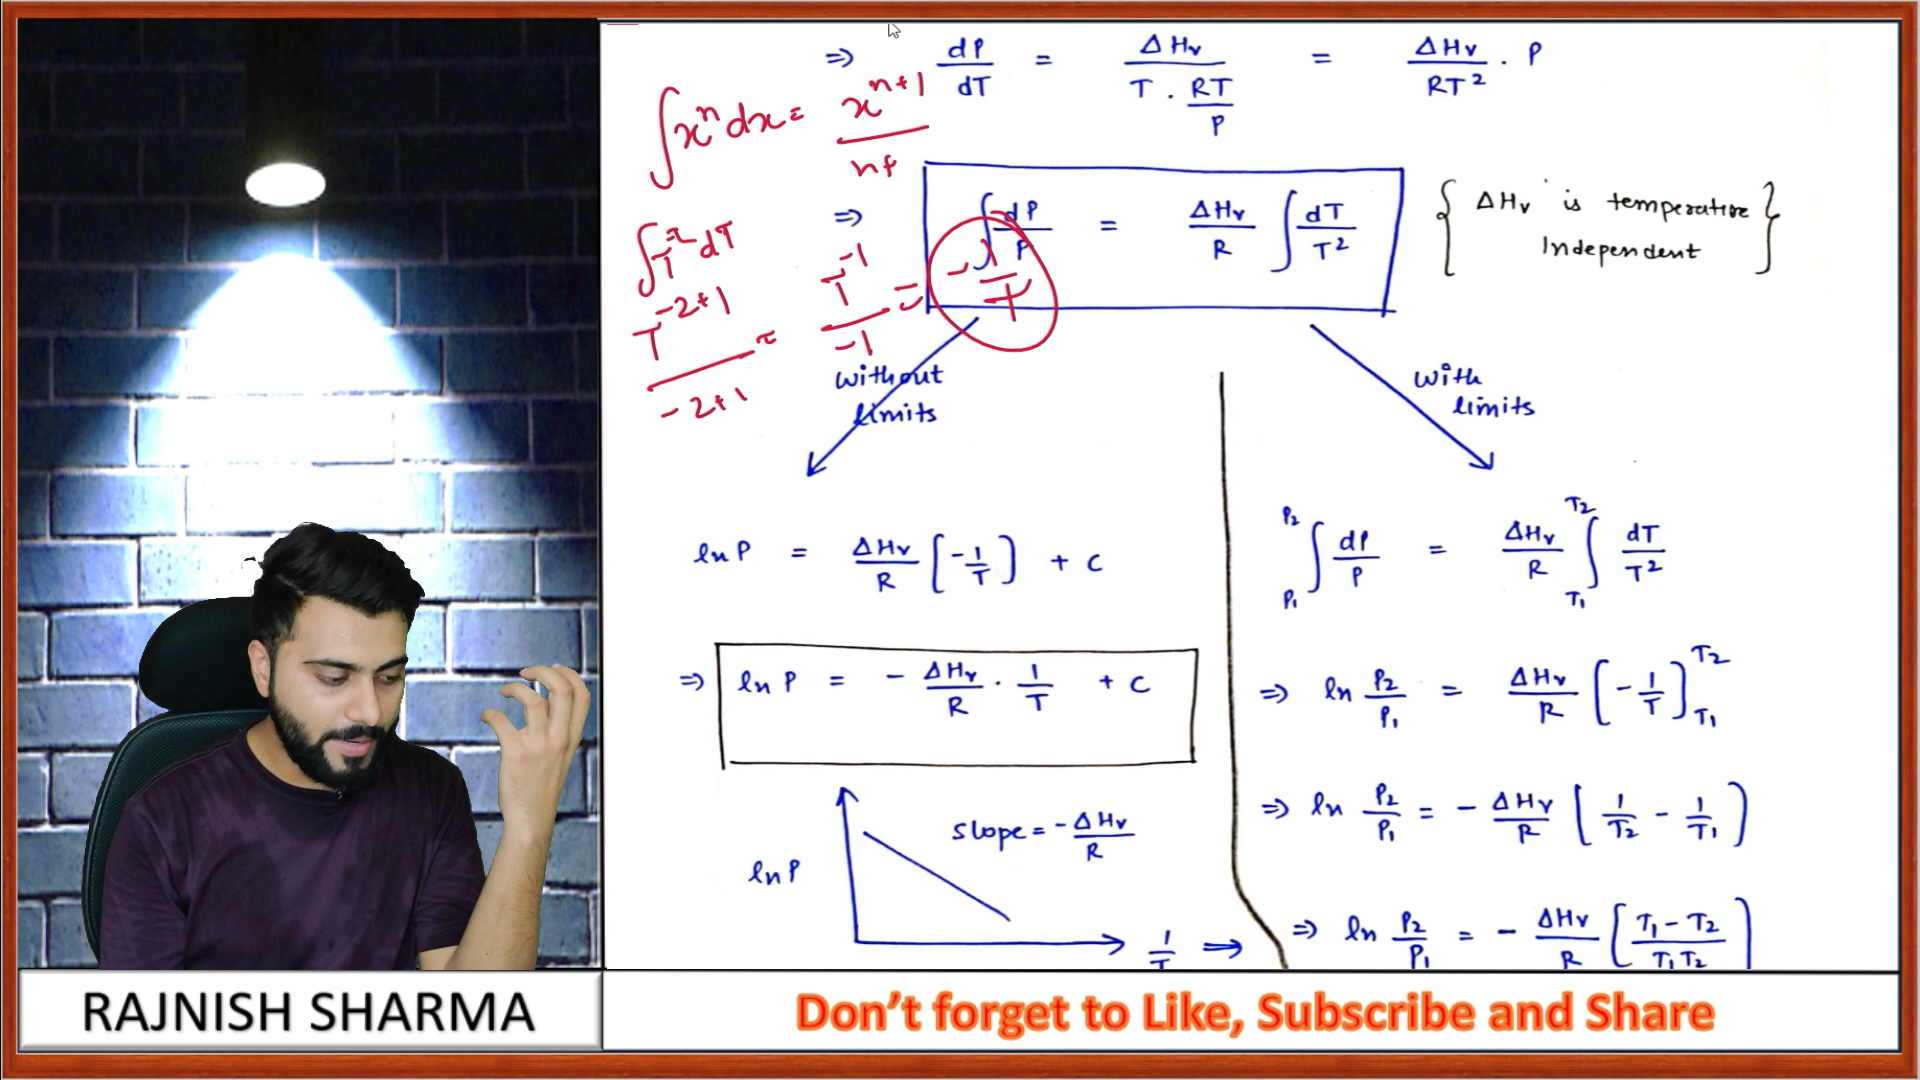 ⇒ dP/dT = ΔHv/(T · RT/P) = ΔHv/RT² · P
∫xⁿdx = xⁿ⁺¹/n+
⇒ ∫dP/P = ΔHv/R ∫dT/T²
{ ΔHv is temperature
Independent }
∫T⁻²dT
T⁻²⁺¹/-2+1 = T⁻¹/-1 = -1/T
without
limits
with
limits
ln P = ΔHv/R [-1/T] + C
⇒ ln P = - ΔHv/R · 1/T + C
slope = - ΔHv/R
ln P
1/T ⇒
P₂ ∫ P₁ dP/P = ΔHv/R T₂ ∫ T₁ dT/T²
⇒ ln P₂/P₁ = ΔHv/R [-1/T] T₂ T₁
⇒ ln P₂/P₁ = - ΔHv/R [1/T₂ - 1/T₁]
⇒ ln P₂/P₁ = - ΔHv/R [T₁ - T₂/T₁T₂]
RAJNISH SHARMA
Don't forget to Like, Subscribe and Share